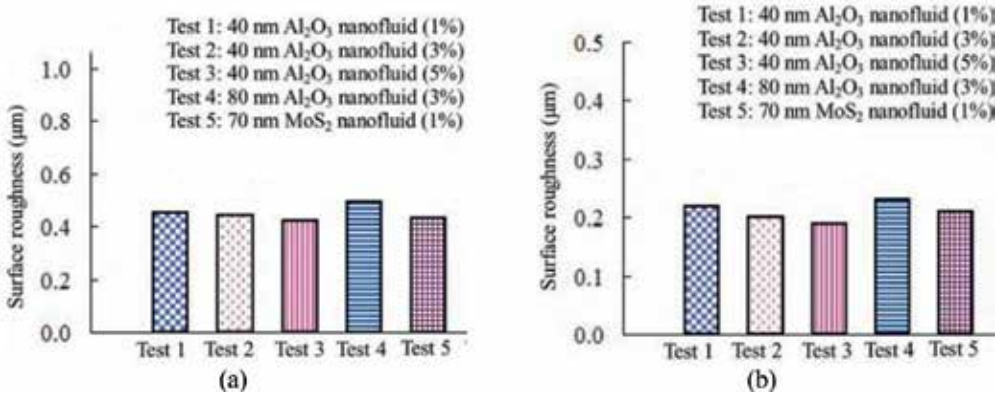 Test 1: 40 nm Al₂O₃ nanofluid (1%)
Test 2: 40 nm Al₂O₃ nanofluid (3%)
Test 3: 40 nm Al₂O₃ nanofluid (5%)
Test 4: 80 nm Al₂O₃ nanofluid (3%)
Test 5: 70 nm MoS₂ nanofluid (1%)
Surface roughness (μm)
1.0
0.8
0.6
0.4
0.2
0.0
Test 1 Test 2 Test 3 Test 4 Test 5
(a)
Test 1: 40 nm Al₂O₃ nanofluid (1%)
Test 2: 40 nm Al₂O₃ nanofluid (3%)
Test 3: 40 nm Al₂O₃ nanofluid (5%)
Test 4: 80 nm Al₂O₃ nanofluid (3%)
Test 5: 70 nm MoS₂ nanofluid (1%)
Surface roughness (μm)
0.5
0.4
0.3
0.2
0.1
0.0
Test 1 Test 2 Test 3 Test 4 Test 5
(b)